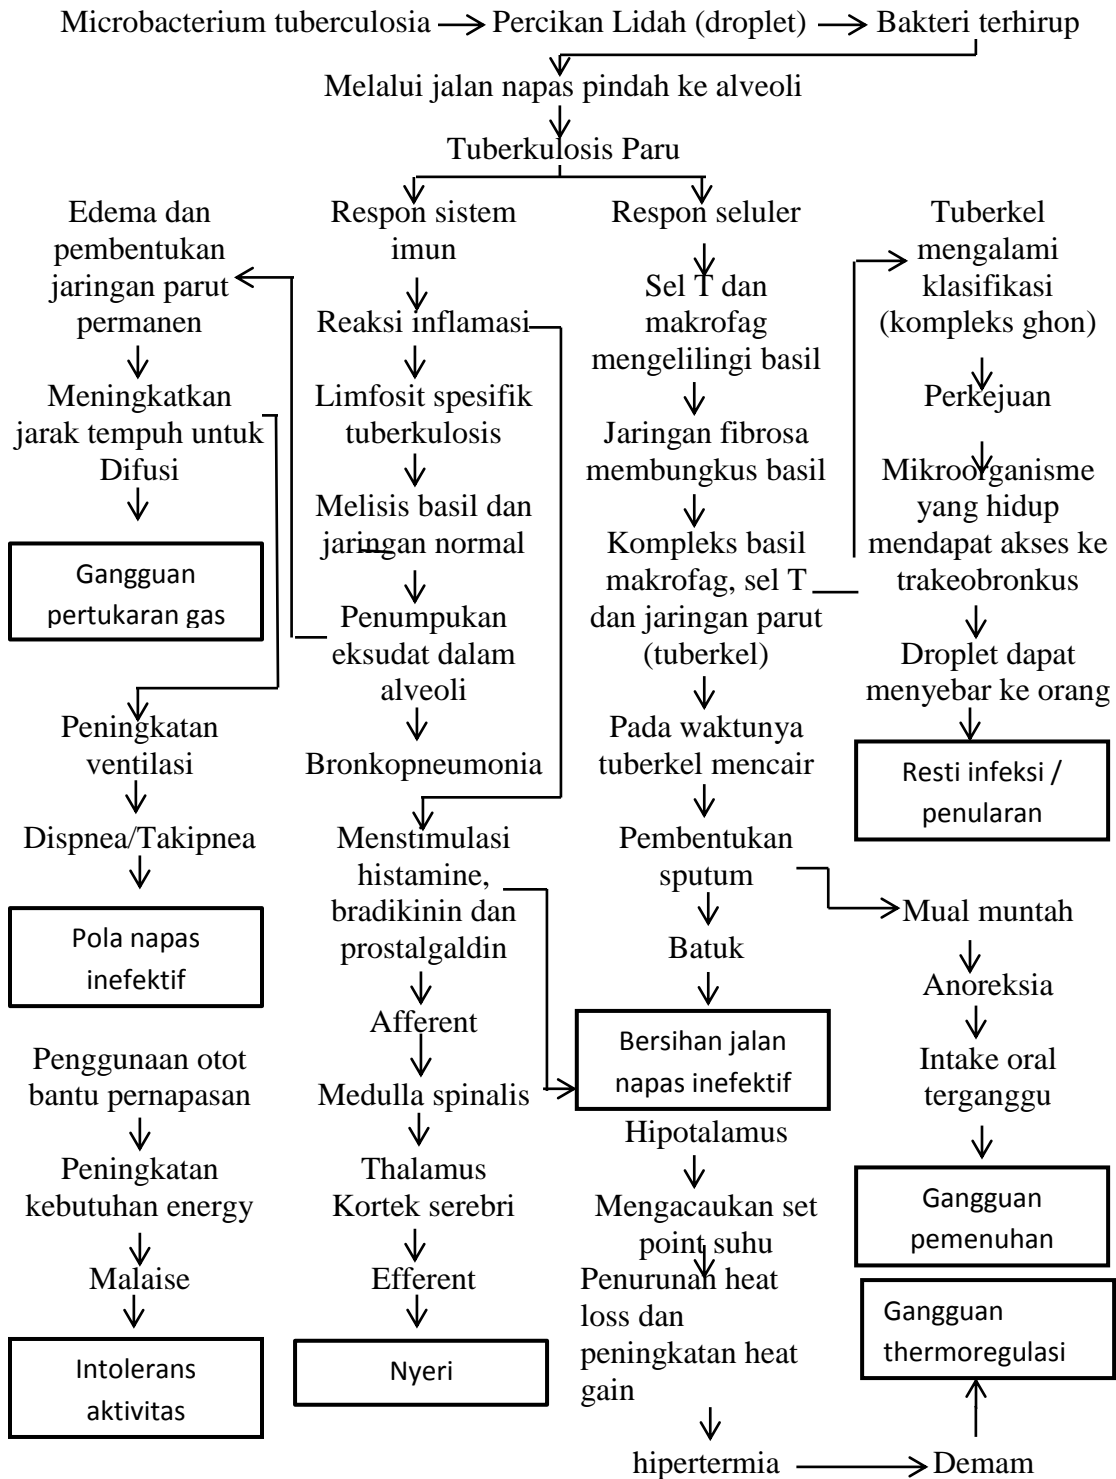 Microbacterium tuberculosia Percikan Lidah (droplet) Bakteri terhirup
Melalui jalan napas pindah ke alveoli
Tuberkulosis Paru
Edema dan
pembentukan
jaringan parut
permanen
Meningkatkan
jarak tempuh untuk
Difusi
Gangguan
pertukaran gas
Peningkatan
ventilasi
Dispnea/Takipnea
Pola napas
inefektif
Penggunaan otot
bantu pernapasan
Peningkatan
kebutuhan energy
Malaise
Intolerans
aktivitas
Respon sistem
imun
Reaksi inflamasi
Limfosit spesifik
tuberkulosis
Melisis basil dan
jaringan normal
Penumpukan
eksudat dalam
alveoli
Bronkopneumonia
Menstimulasi
histamine,
bradikinin dan
prostalgaldin
Afferent
Medulla spinalis
Thalamus
Kortek serebri
Efferent
Nyeri
Respon seluler
Sel T dan
makrofag
mengelilingi basil
Jaringan fibrosa
membungkus basil
Kompleks basil
makrofag, sel T
dan jaringan parut
(tuberkel)
Pada waktunya
tuberkel mencair
Pembentukan
sputum
Batuk
Bersihan jalan
napas inefektif
Hipotalamus
Mengacaukan set
point suhu
Penurunan heat
loss dan
peningkatan heat
gain
hipertermia
Tuberkel
mengalami
klasifikasi
(kompleks ghon)
Perkejuan
Mikroorganisme
yang hidup
mendapat akses ke
trakeobronkus
Droplet dapat
menyebar ke orang
Resti infeksi /
penularan
Mual muntah
Anoreksia
Intake oral
terganggu
Gangguan
pemenuhan
Gangguan
thermoregulasi
Demam